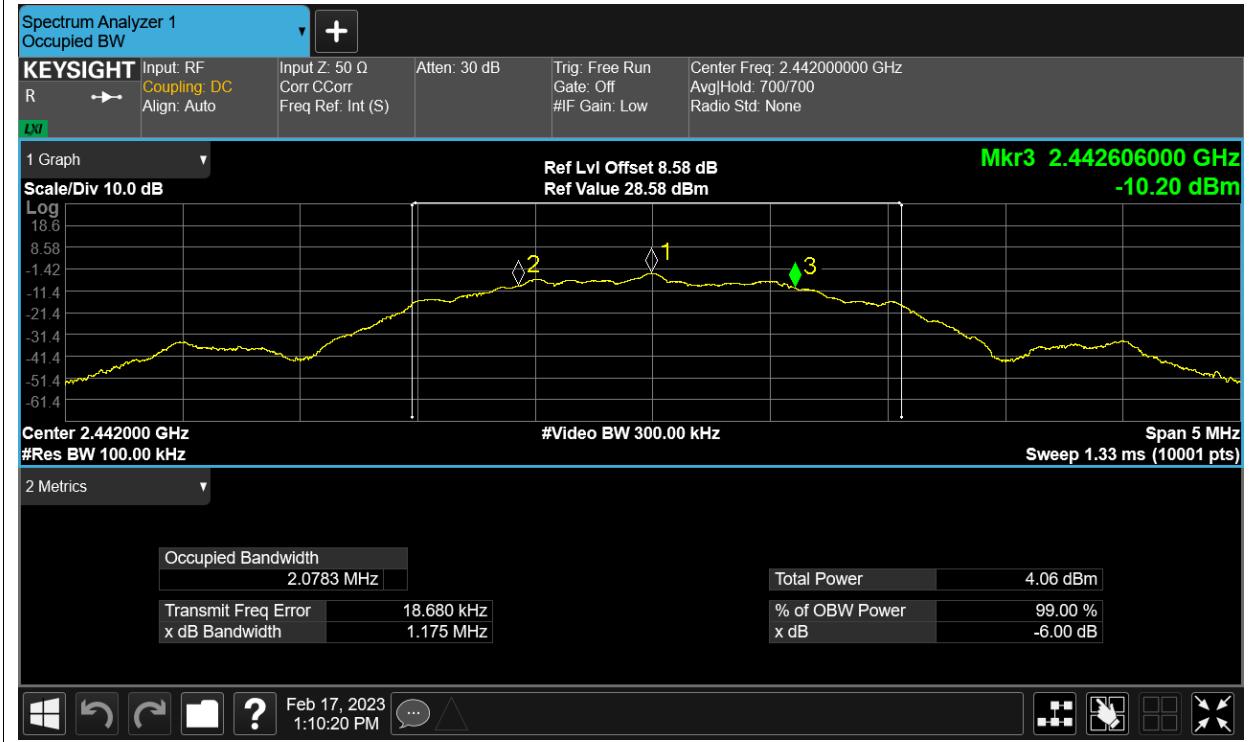 Spectrum Analyzer 1
Occupied BW
KEYSIGHT
R
LXI
Input: RF
Coupling: DC
Align: Auto
Input Z: 50 Ω
Corr CCorr
Freq Ref: Int (S)
Atten: 30 dB
Trig: Free Run
Gate: Off
#IF Gain: Low
Center Freq: 2.442000000 GHz
Avg|Hold: 700/700
Radio Std: None
1 Graph
Scale/Div 10.0 dB
Ref Lvl Offset 8.58 dB
Ref Value 28.58 dBm
Mkr3 2.442606000 GHz
-10.20 dBm
Log
18.6
8.58
-1.42
-11.4
-21.4
-31.4
-41.4
-51.4
-61.4
2
1
3
Center 2.442000 GHz
#Video BW 300.00 kHz
Span 5 MHz
#Res BW 100.00 kHz
Sweep 1.33 ms (10001 pts)
2 Metrics
Occupied Bandwidth
2.0783 MHz
Total Power 4.06 dBm
Transmit Freq Error 18.680 kHz
% of OBW Power 99.00 %
x dB Bandwidth 1.175 MHz
x dB -6.00 dB
?
Feb 17, 2023
1:10:20 PM